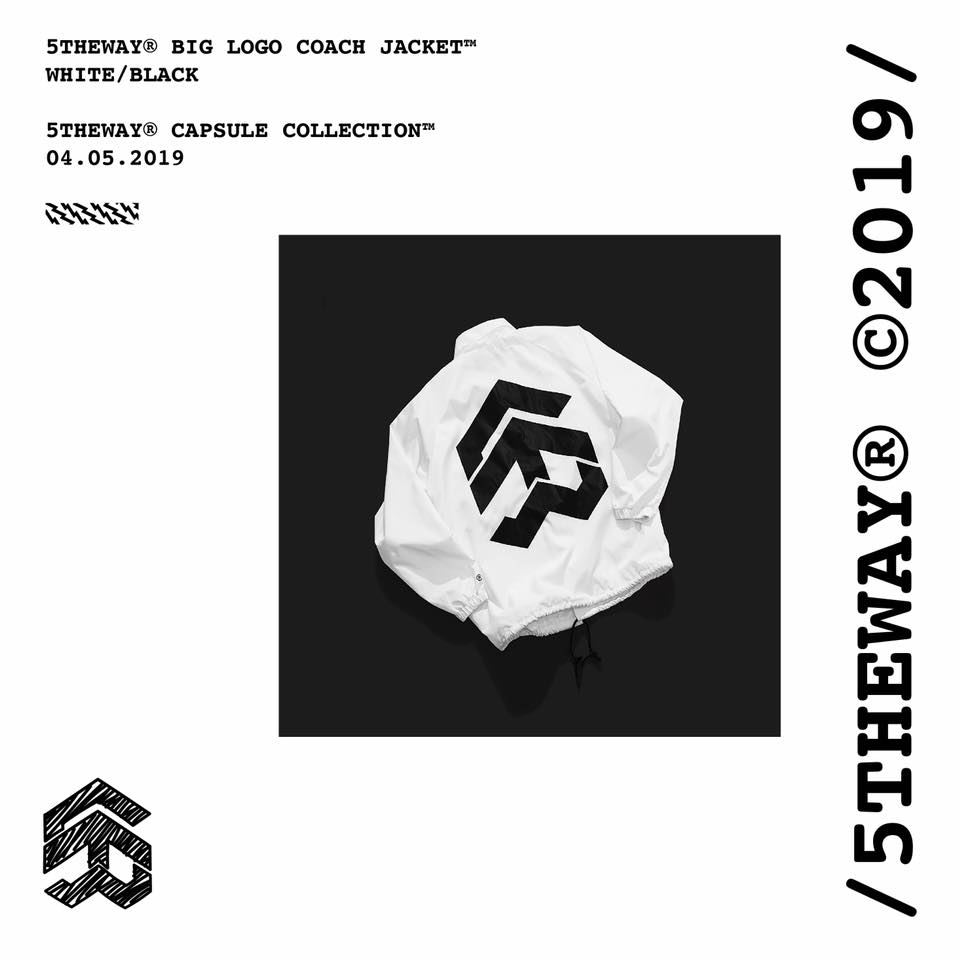 5THEWAY® BIG LOGO COACH JACKET™
WHITE/BLACK
5THEWAY® CAPSULE COLLECTION™
04.05.2019
/5THEWAY® ©2019/
®